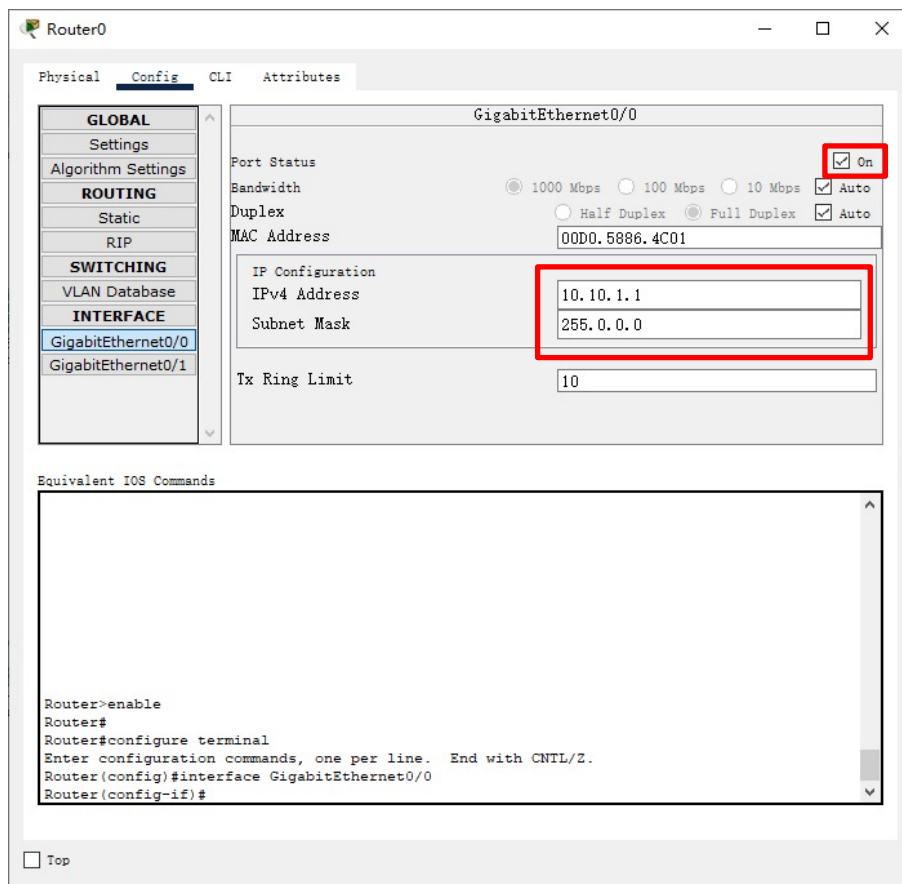 Router0
Physical Config CLI Attributes
GLOBAL
Settings
Algorithm Settings
ROUTING
Static
RIP
SWITCHING
VLAN Database
INTERFACE
GigabitEthernet0/0
GigabitEthernet0/1
GigabitEthernet0/0
Port Status On
Bandwidth 1000 Mbps 100 Mbps 10 Mbps Auto
Duplex Half Duplex Full Duplex Auto
MAC Address 00D0.5886.4C01
IP Configuration
IPv4 Address 10.10.1.1
Subnet Mask 255.0.0.0
Tx Ring Limit 10
Equivalent IOS Commands
Router>enable
Router#
Router#configure terminal
Enter configuration commands, one per line. End with CNTL/Z.
Router(config)#interface GigabitEthernet0/0
Router(config-if)#
Top